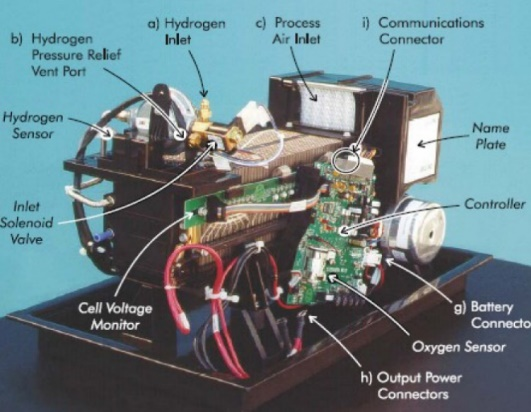 a) Hydrogen
Inlet
c) Process
Air Inlet
i) Communications
Connector
b) Hydrogen
Pressure Relief
Vent Port
Hydrogen
Sensor
Name
Plate
Inlet
Solenoid
Valve
Controller
Cell Voltage
Monitor
g) Battery
Connecto
Oxygen Sensor
h) Output Power
Connectors